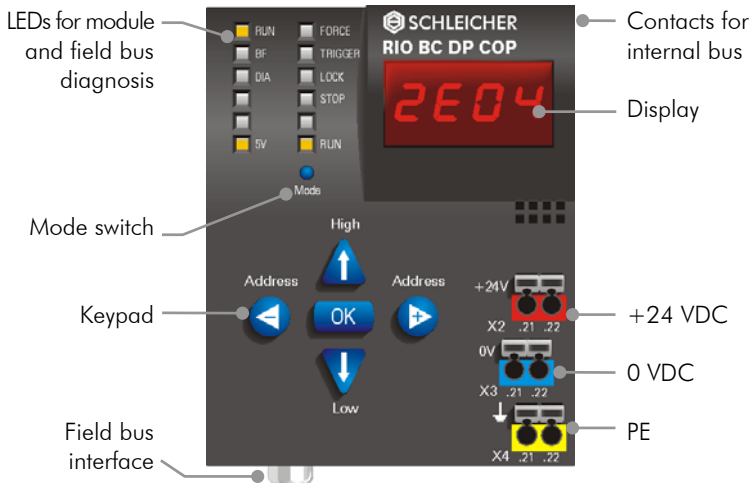 LEDs for module
and field bus
diagnosis
RUN
BF
DIA
5V
FORCE
TRIGGER
LOCK
STOP
RUN
SCHLEICHER
RIO BC DP COP
2E04
Contacts for
internal bus
Display
Mode
Mode switch
High
Address
Address
Keypad
OK
Low
+24V
X2 .21 .22
+24 VDC
0V
X3 .21 .22
0 VDC
X4 .21 .22
PE
Field bus
interface